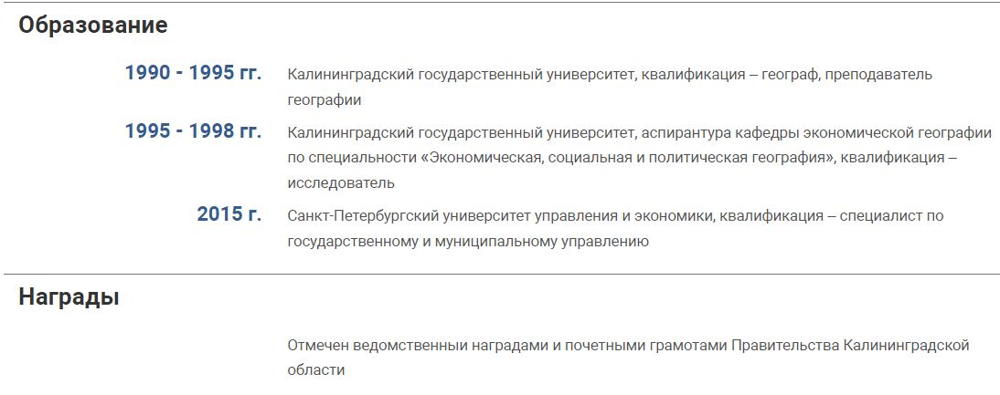 Образование
1990 - 1995 гг.
Калининградский государственный университет, квалификация – географ, преподаватель
географии
1995 - 1998 гг.
Калининградский государственный университет, аспирантура кафедры экономической географии
по специальности «Экономическая, социальная и политическая география», квалификация –
исследователь
2015 г.
Санкт-Петербургский университет управления и экономики, квалификация – специалист по
государственному и муниципальному управлению
Награды
Отмечен ведомственныи наградами и почетными грамотами Правительства Калининградской
области